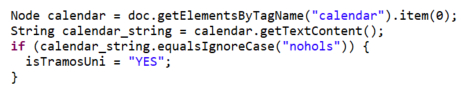 Node calendar = doc.getElementsByTagName("calendar").item(0);
String calendar_string = calendar.getTextContent();
if (calendar_string.equalsIgnoreCase("nohols")) {
  isTramosUni = "YES";
}